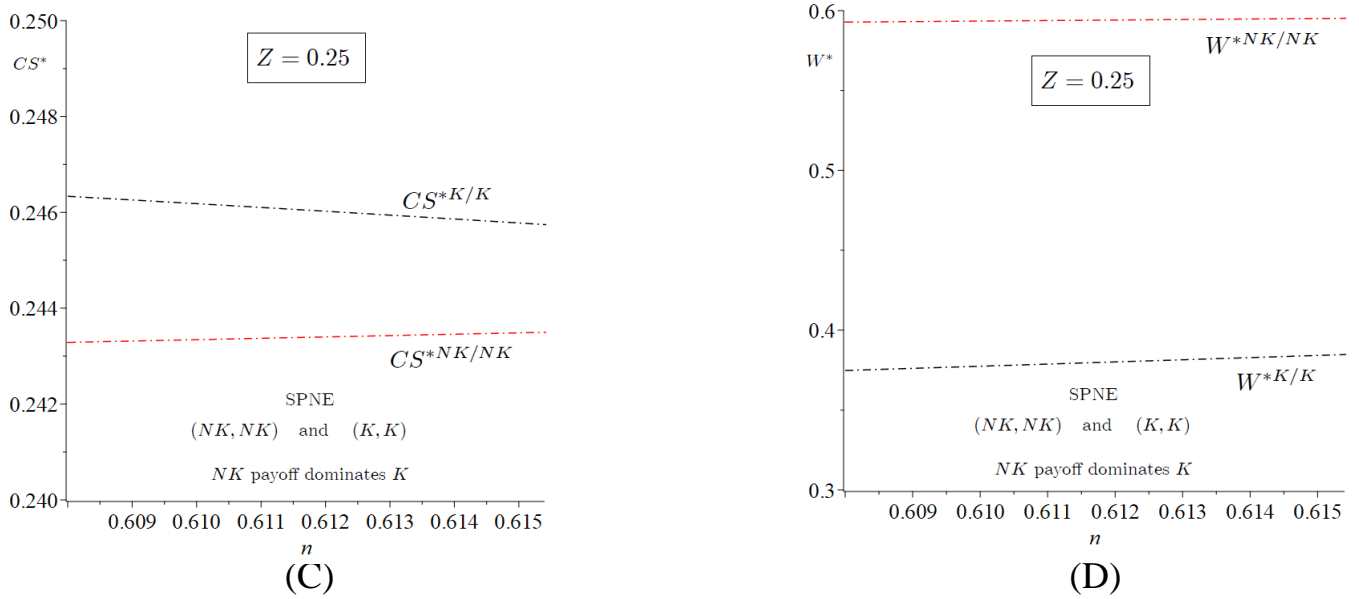 0.250
CS*
Z = 0.25
0.248
CS*K/K
0.246
0.244
CS*NK/NK
0.242
SPNE
(NK, NK) and (K, K)
NK payoff dominates K
0.240
0.609 0.610 0.611 0.612 0.613 0.614 0.615
n
(C)
0.6
W*NK/NK
W*
Z = 0.25
0.5
0.4
W*K/K
SPNE
(NK, NK) and (K, K)
NK payoff dominates K
0.3
0.609 0.610 0.611 0.612 0.613 0.614 0.615
n
(D)